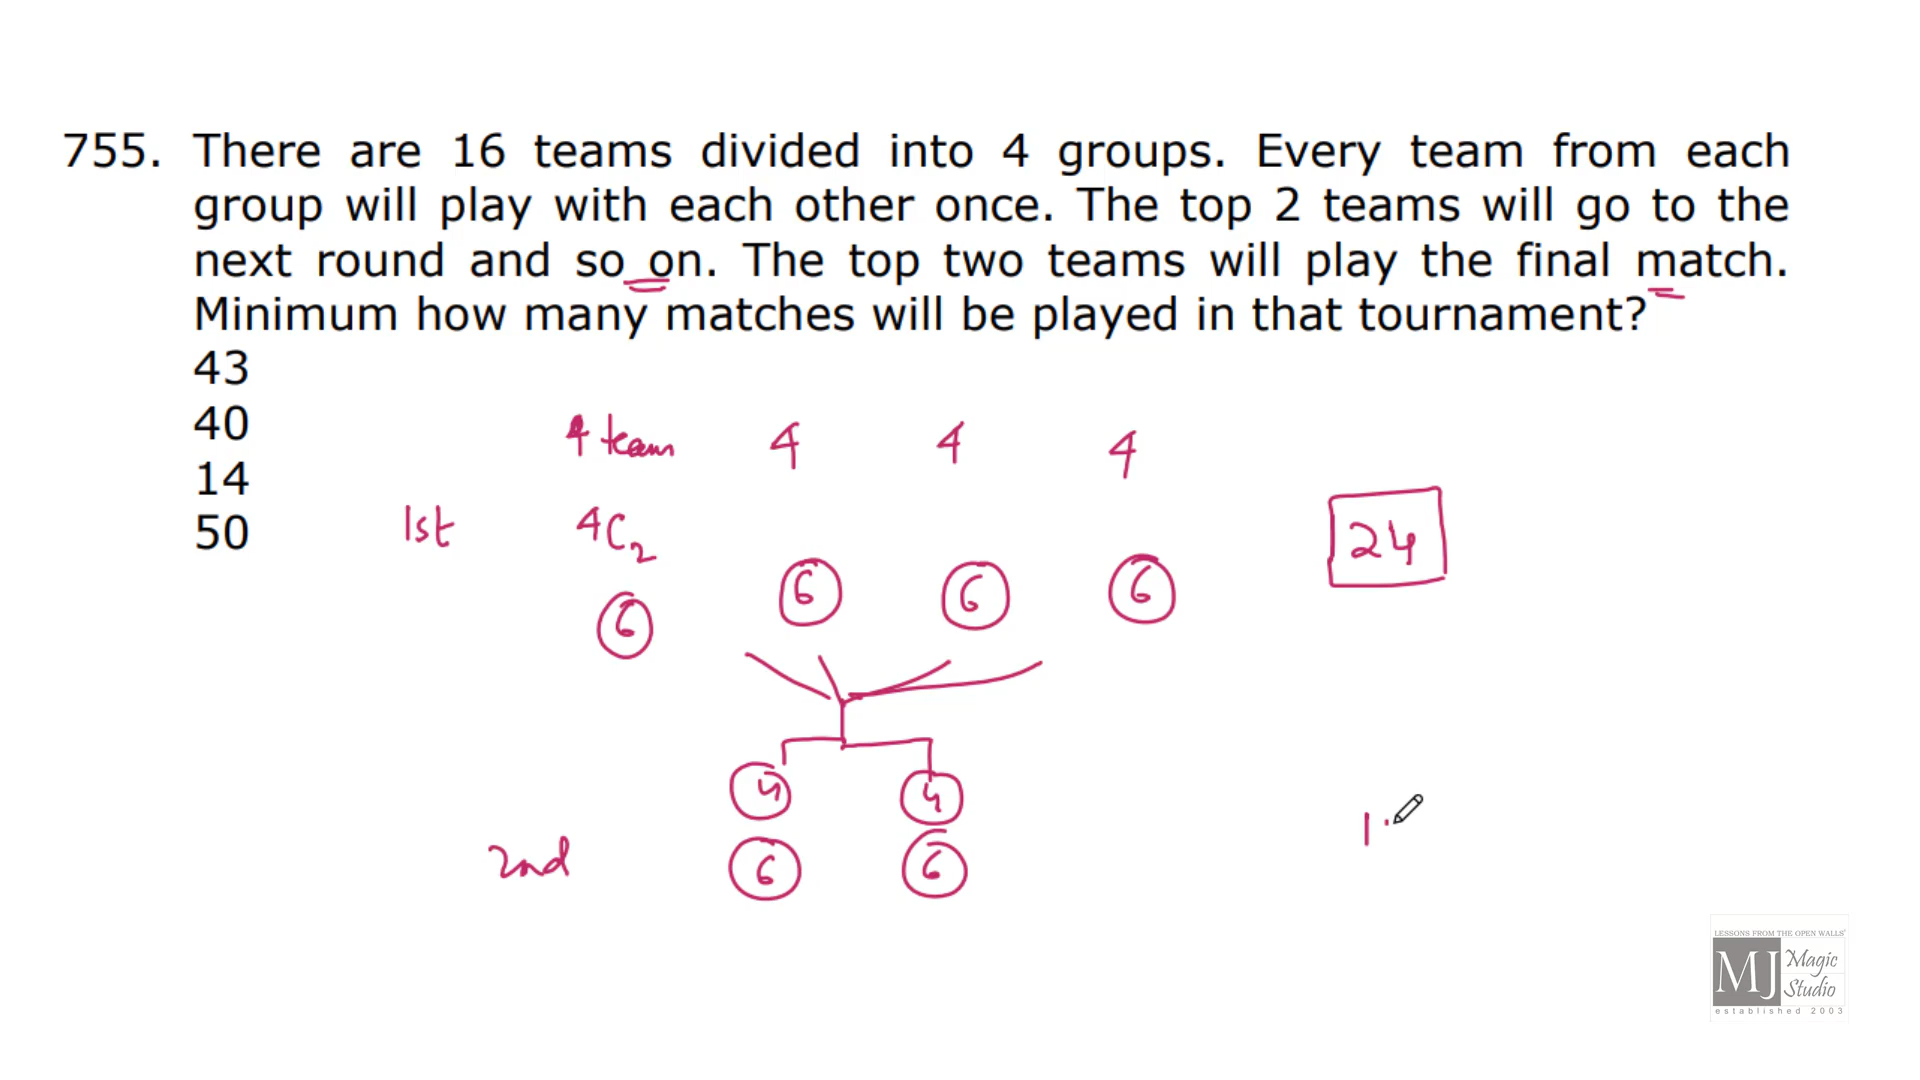 755. There are 16 teams divided into 4 groups. Every team from each
group will play with each other once. The top 2 teams will go to the
next round and so on. The top two teams will play the final match.
Minimum how many matches will be played in that tournament?
43
40
14
50
4 team 4 4 4
1st 4C2 24
6 6 6 6
4 4
2nd 6 6
1
LESSONS FROM THE OPEN WALLS
MJ Magic Studio
established 2003